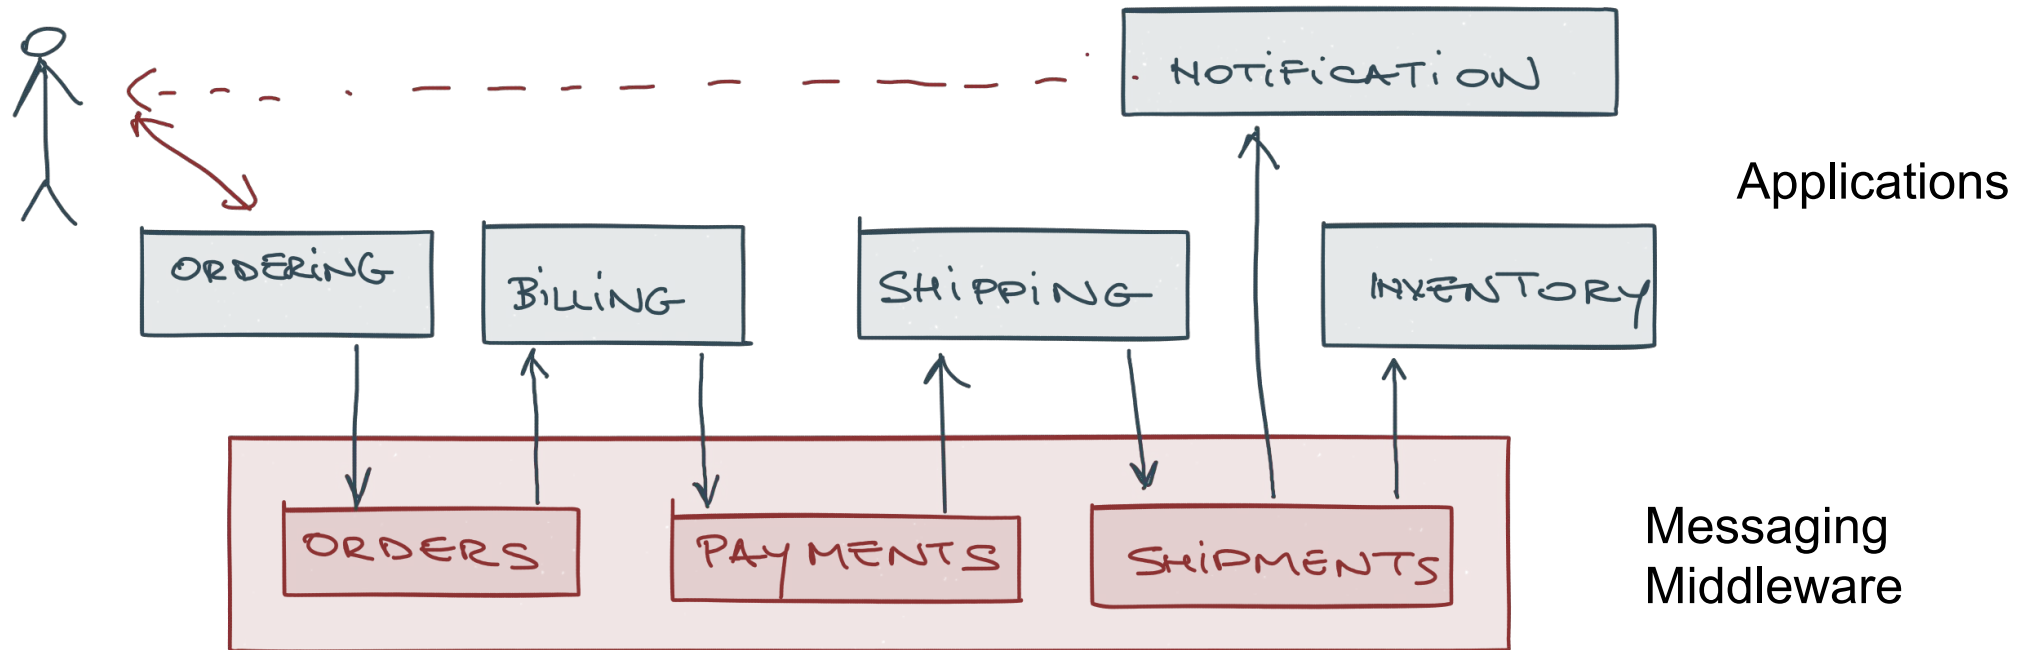 NOTiFiCATiON
Applications
ORDERiNG
BiLLiNG
SHiPPiNG
INVENTORY
ORDERS
PAYMENTS
SHiPMENTS
Messaging
Middleware